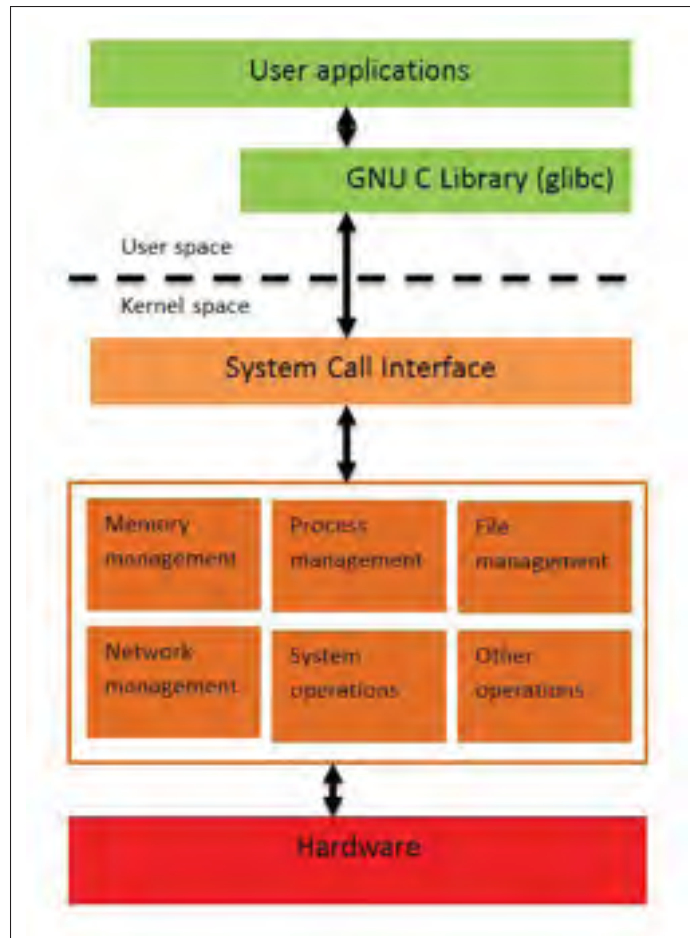 User applications
GNU C Library (glibc)
User space
Kernel space
System Call Interface
Memory
management
Process
management
File
management
Network
management
System
operations
Other
operations
Hardware